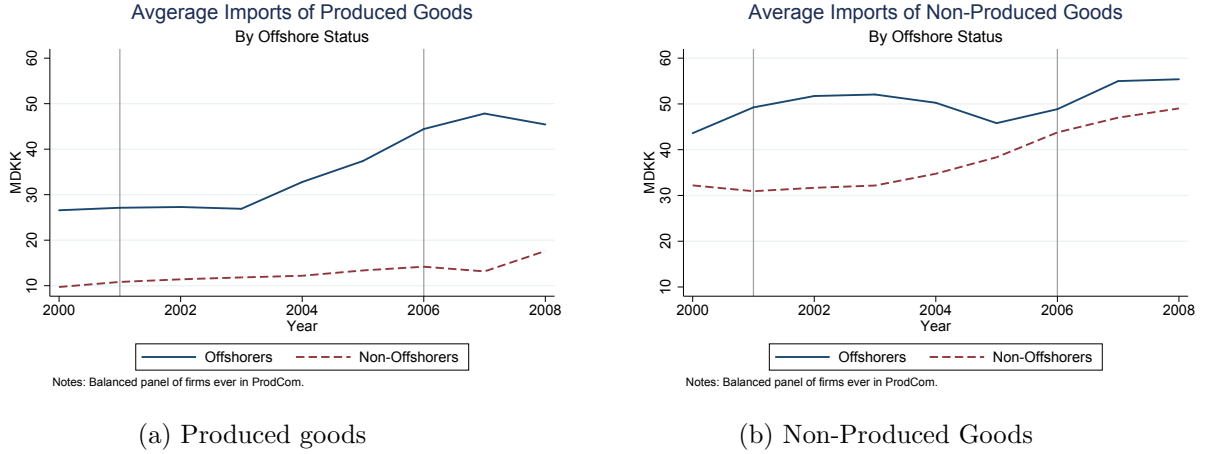 Avgerage Imports of Produced Goods
By Offshore Status
60
50
40
30
20
10
MDKK
2000
2002
2004
2006
2008
Year
Offshorers
Non-Offshorers
Notes: Balanced panel of firms ever in ProdCom.
(a) Produced goods
Average Imports of Non-Produced Goods
By Offshore Status
60
50
40
30
20
10
MDKK
2000
2002
2004
2006
2008
Year
Offshorers
Non-Offshorers
Notes: Balanced panel of firms ever in ProdCom.
(b) Non-Produced Goods